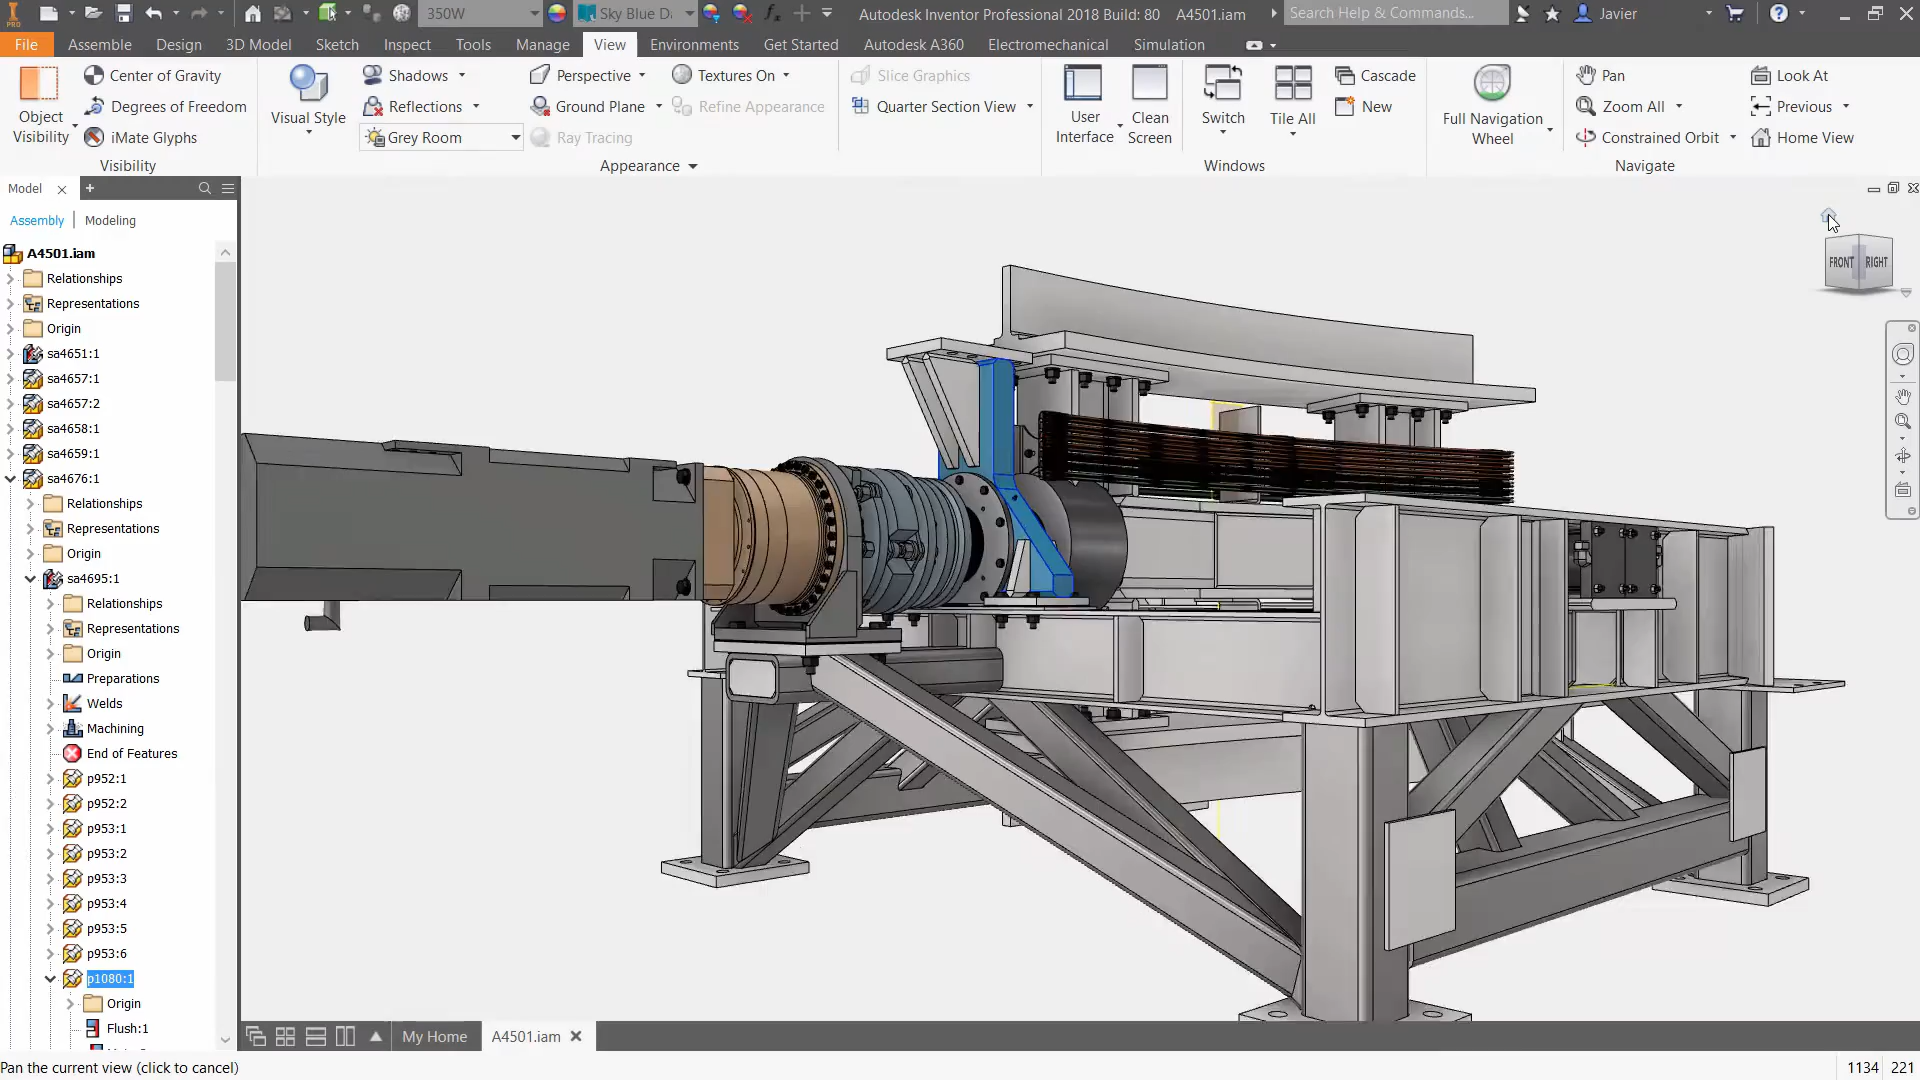 PRO
350W
Sky Blue D
Autodesk Inventor Professional 2018 Build: 80 A4501.iam
Search Help & Commands...
Javier
File Assemble Design 3D Model Sketch Inspect Tools Manage View Environments Get Started Autodesk A360 Electromechanical Simulation
Object Visibility
Center of Gravity
Degrees of Freedom
iMate Glyphs
Visibility
Visual Style
Shadows
Reflections
Grey Room
Perspective
Ground Plane
Ray Tracing
Textures On
Refine Appearance
Appearance
Slice Graphics
Quarter Section View
User Interface
Clean Screen
Switch
Tile All
Cascade
New
Windows
Full Navigation Wheel
Pan
Zoom All
Constrained Orbit
Look At
Previous
Home View
Navigate
Model
Assembly | Modeling
A4501.iam
Relationships
Representations
Origin
sa4651:1
sa4657:1
sa4657:2
sa4658:1
sa4659:1
sa4676:1
Relationships
Representations
Origin
sa4695:1
Relationships
Representations
Origin
Preparations
Welds
Machining
End of Features
p952:1
p952:2
p953:1
p953:2
p953:3
p953:4
p953:5
p953:6
p1080:1
Origin
Flush:1
FRONT RIGHT
My Home
A4501.iam
Pan the current view (click to cancel)
1134 221